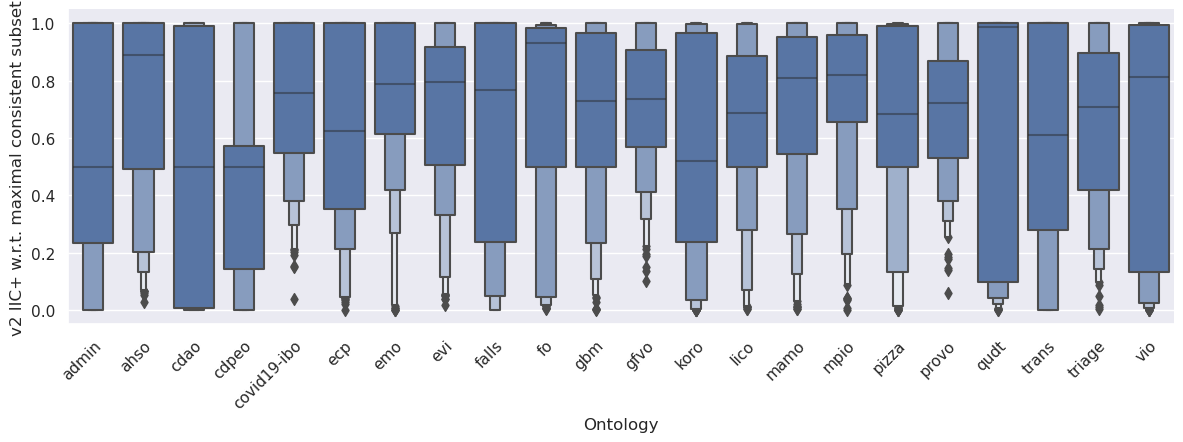 v2 IIC+ w.r.t. maximal consistent subset
1.0
0.8
0.6
0.4
0.2
0.0
admin
ahso
cdao
cdpeo
covid19-ibo
ecp
emo
evi
falls
fo
gbm
gfvo
koro
lico
mamo
mpio
pizza
provo
qudt
trans
triage
vio
Ontology